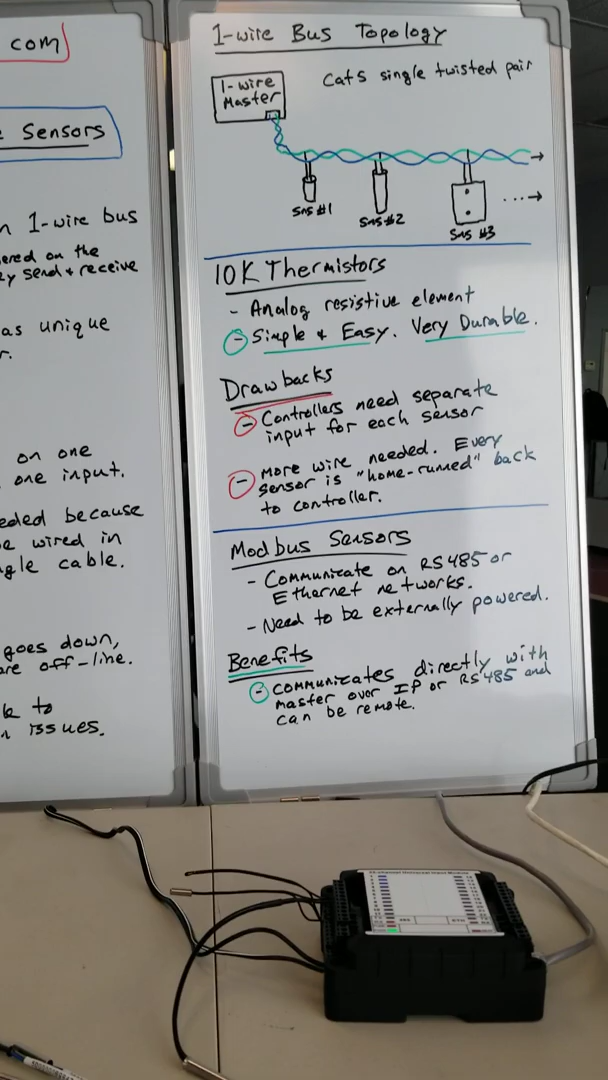 com
Sensors
1-wire bus
ered on the
send + receive
as unique
r.
on one
one input.
eded because
be wired in
gle cable.
goes down,
are off-line.
to
issues.
1-wire Bus Topology
1-wire
Master
Cat5 single twisted pair
SNS #1
SNS #2
SNS #3
10K Thermistors
- Analog resistive element
- Simple & Easy. Very Durable.
Drawbacks
- Controllers need separate
input for each sensor
- More wire needed. Every
sensor is "home-runned" back
to controller.
Modbus Sensors
- Communicate on RS485 or
Ethernet networks.
- Need to be externally powered.
Benefits
- Communicates directly with
master over IP or RS485 and
can be remote.